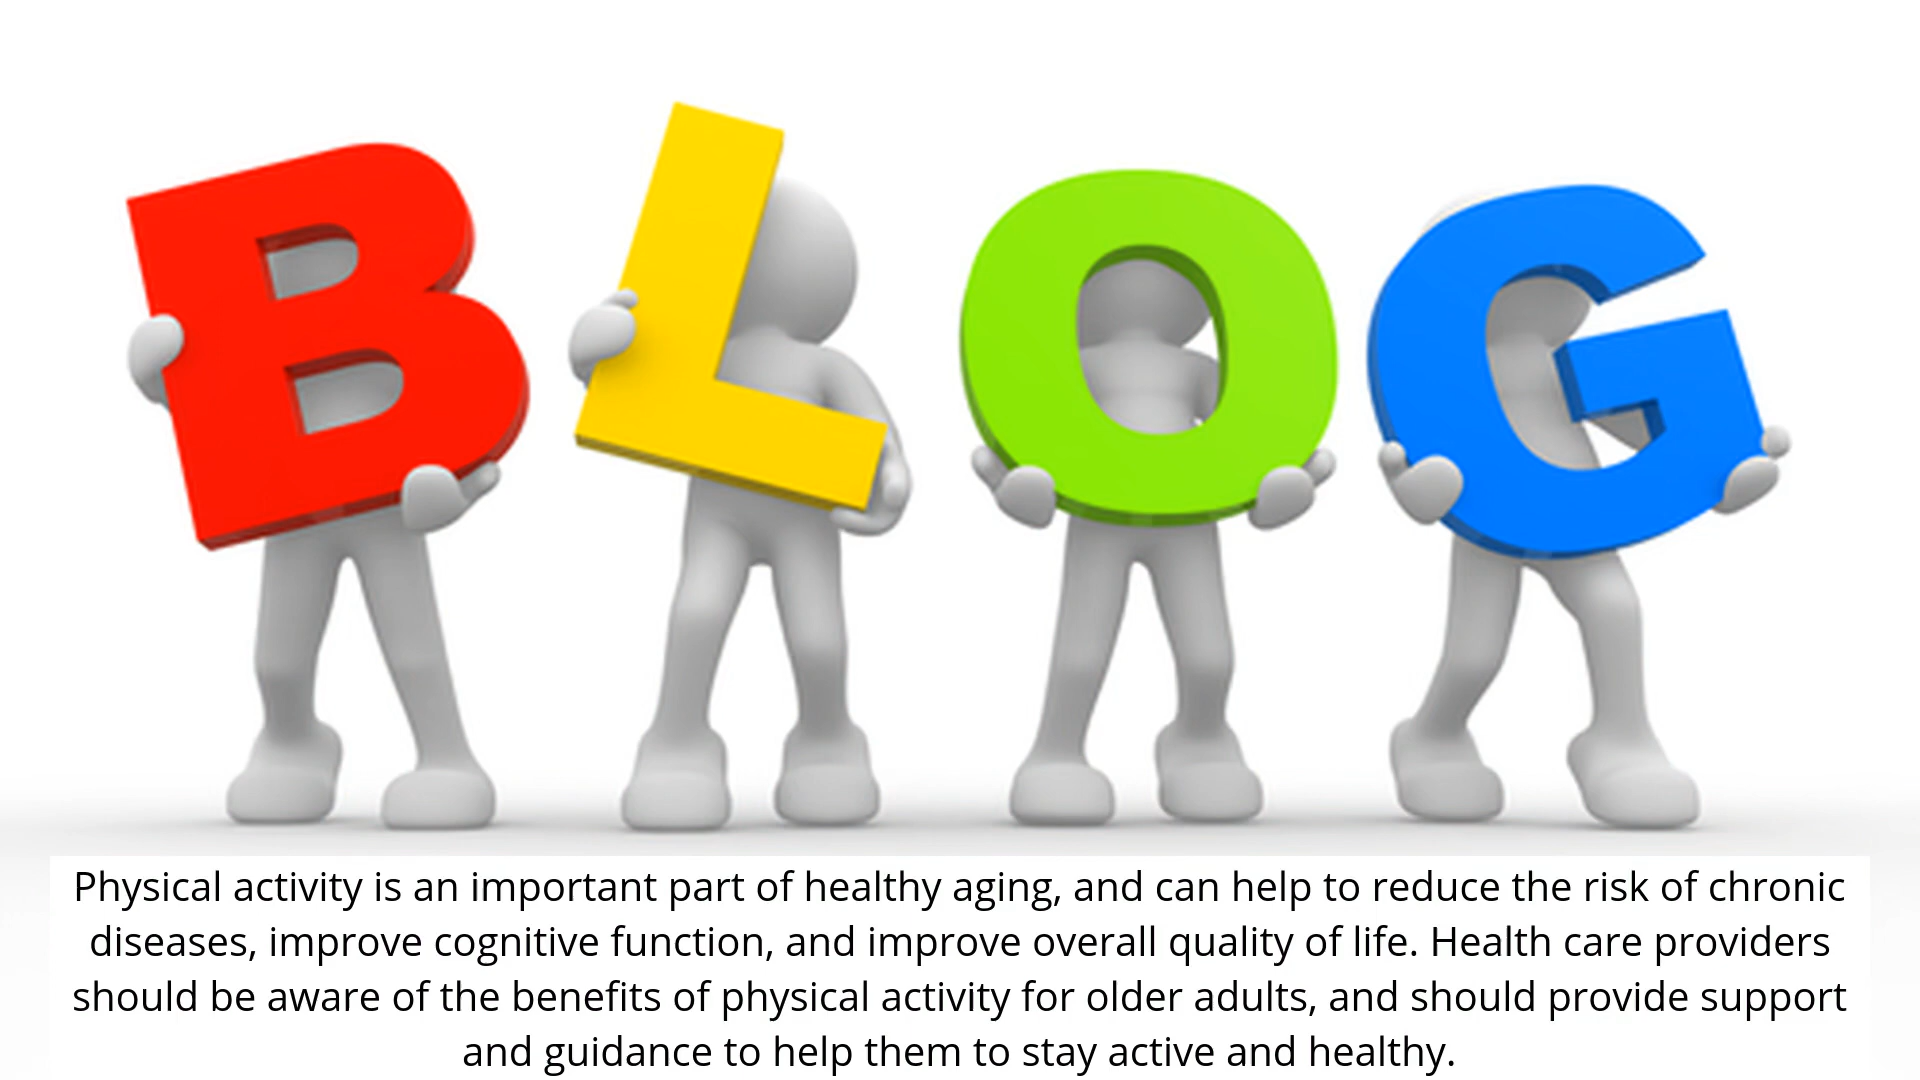 BLOG
Physical activity is an important part of healthy aging, and can help to reduce the risk of chronic
diseases, improve cognitive function, and improve overall quality of life. Health care providers
should be aware of the benefits of physical activity for older adults, and should provide support
and guidance to help them to stay active and healthy.